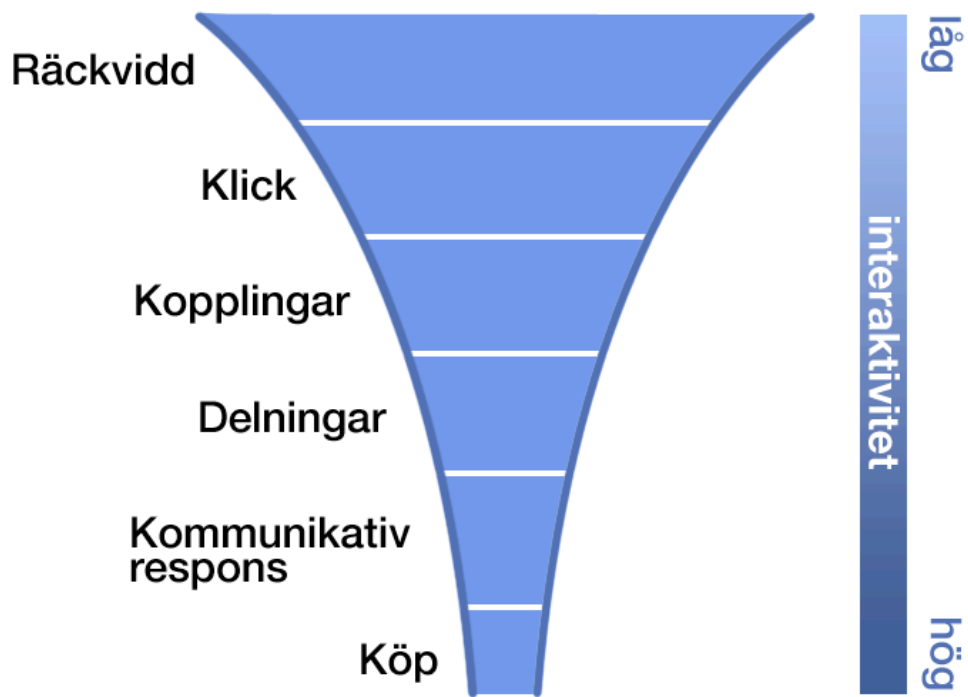 Räckvidd
Klick
Kopplingar
Delningar
Kommunikativ
respons
Köp
låg
interaktivitet
hög